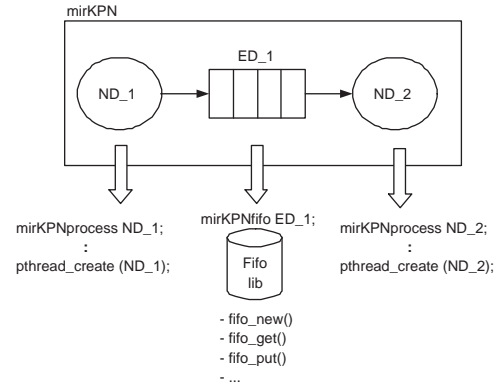 mirKPN
ED_1
ND_1
ND_2
mirKPNprocess ND_1;
:
pthread_create (ND_1);
mirKPNfifo ED_1;
Fifo
lib
- fifo_new()
- fifo_get()
- fifo_put()
- ...
mirKPNprocess ND_2;
:
pthread_create (ND_2);